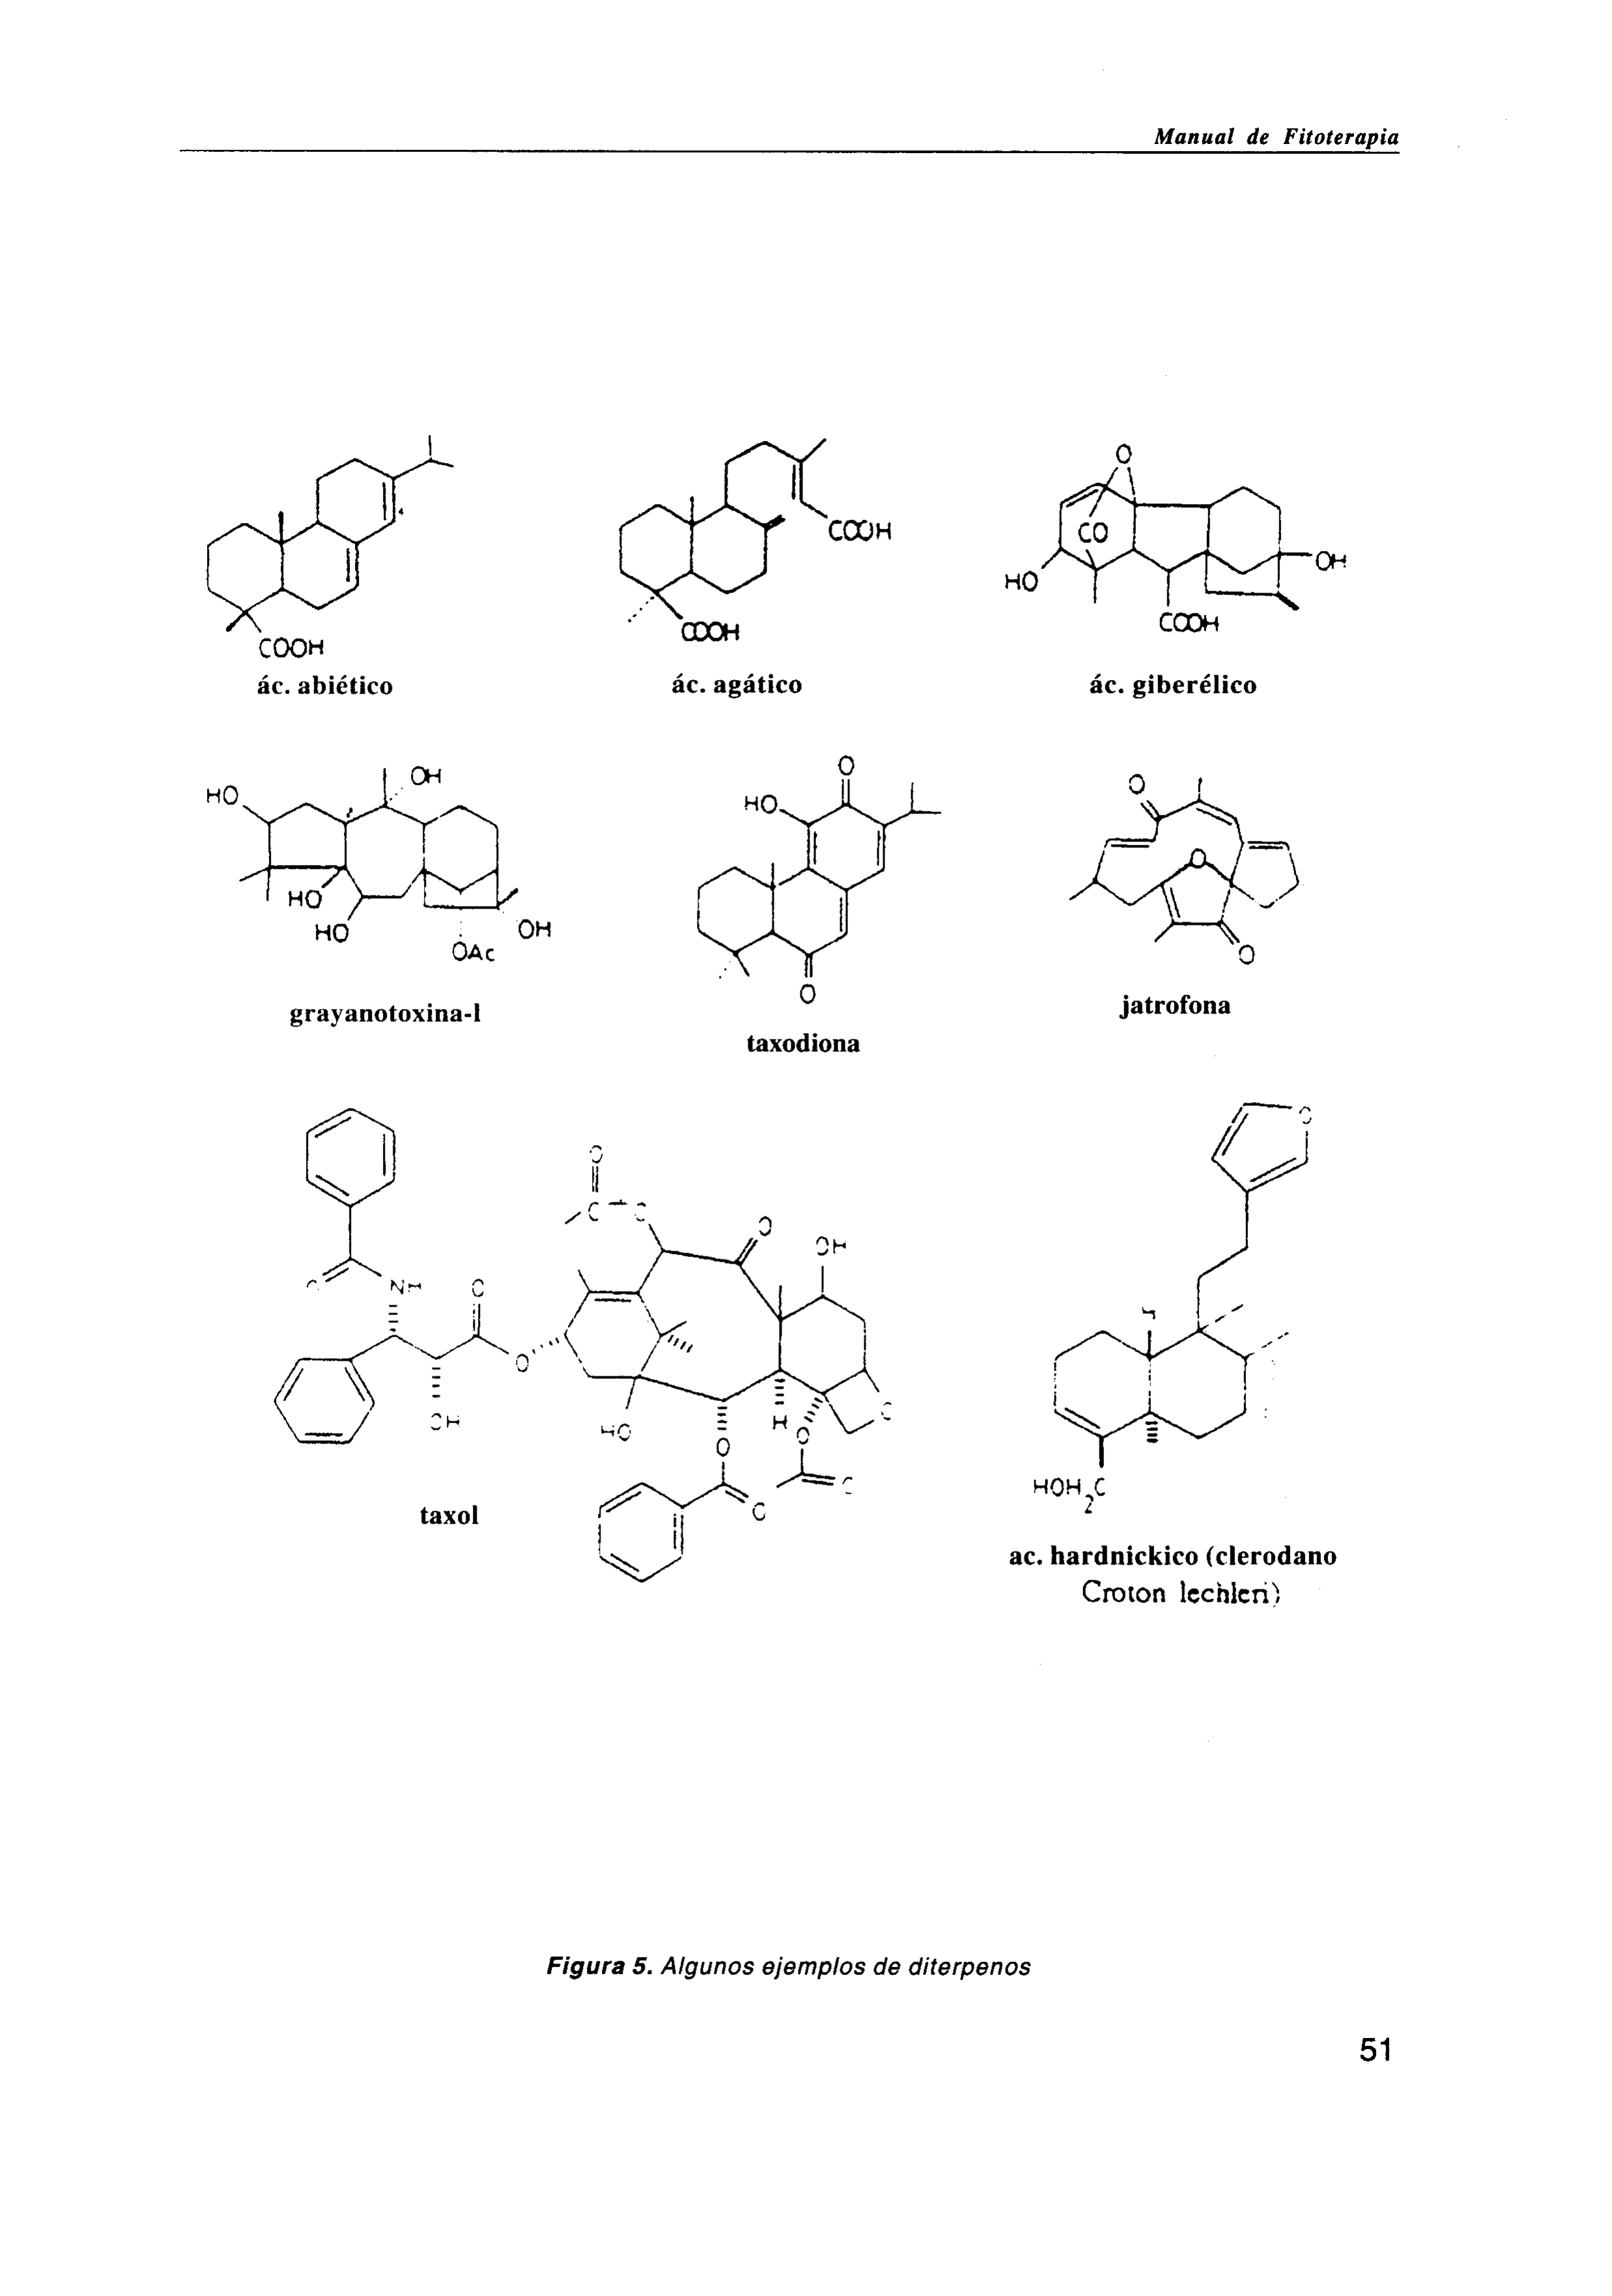 Manual de Fitoterapia
O
COOH
CO
OH
HO
COOH
COOH
COOH
ác. abiético
ác. agático
ác. giberélico
OH
HO
HO
HO
OAc
OH
O
HO
O
O
O
O
grayanotoxina-l
taxodiona
jatrofona
O
O
O
OH
NH
O
O
OH
HO
H
O
O
HOH2C
taxol
ac. hardnickico (clerodano
Croton lechleri)
Figura 5. Algunos ejemplos de diterpenos
51